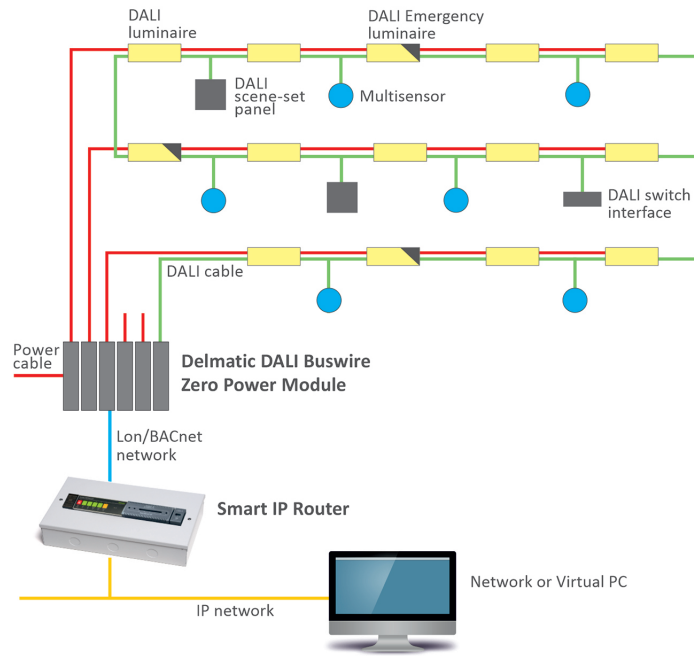 DALI
luminaire
DALI Emergency
luminaire
DALI
scene-set
panel
Multisensor
DALI switch
interface
DALI cable
Power
cable
Delmatic DALI Buswire
Zero Power Module
Lon/BACnet
network
Smart IP Router
Network or Virtual PC
IP network